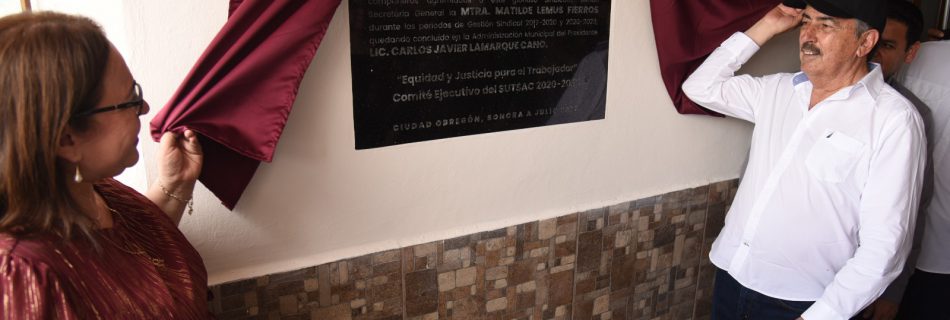 Secretaria General la MTRA. MATILDE LEMUS FIERROS
durante los periodos de Gestión Sindical 2017-2020 y 2020-2023,
quedando concluido en la Administración Municipal del Presidente
LIC. CARLOS JAVIER LAMARQUE CANO.
"Equidad y Justicia para el Trabajador"
Comité Ejecutivo del SUTSAC 2020-2023
CIUDAD OBREGÓN, SONORA A JULIO